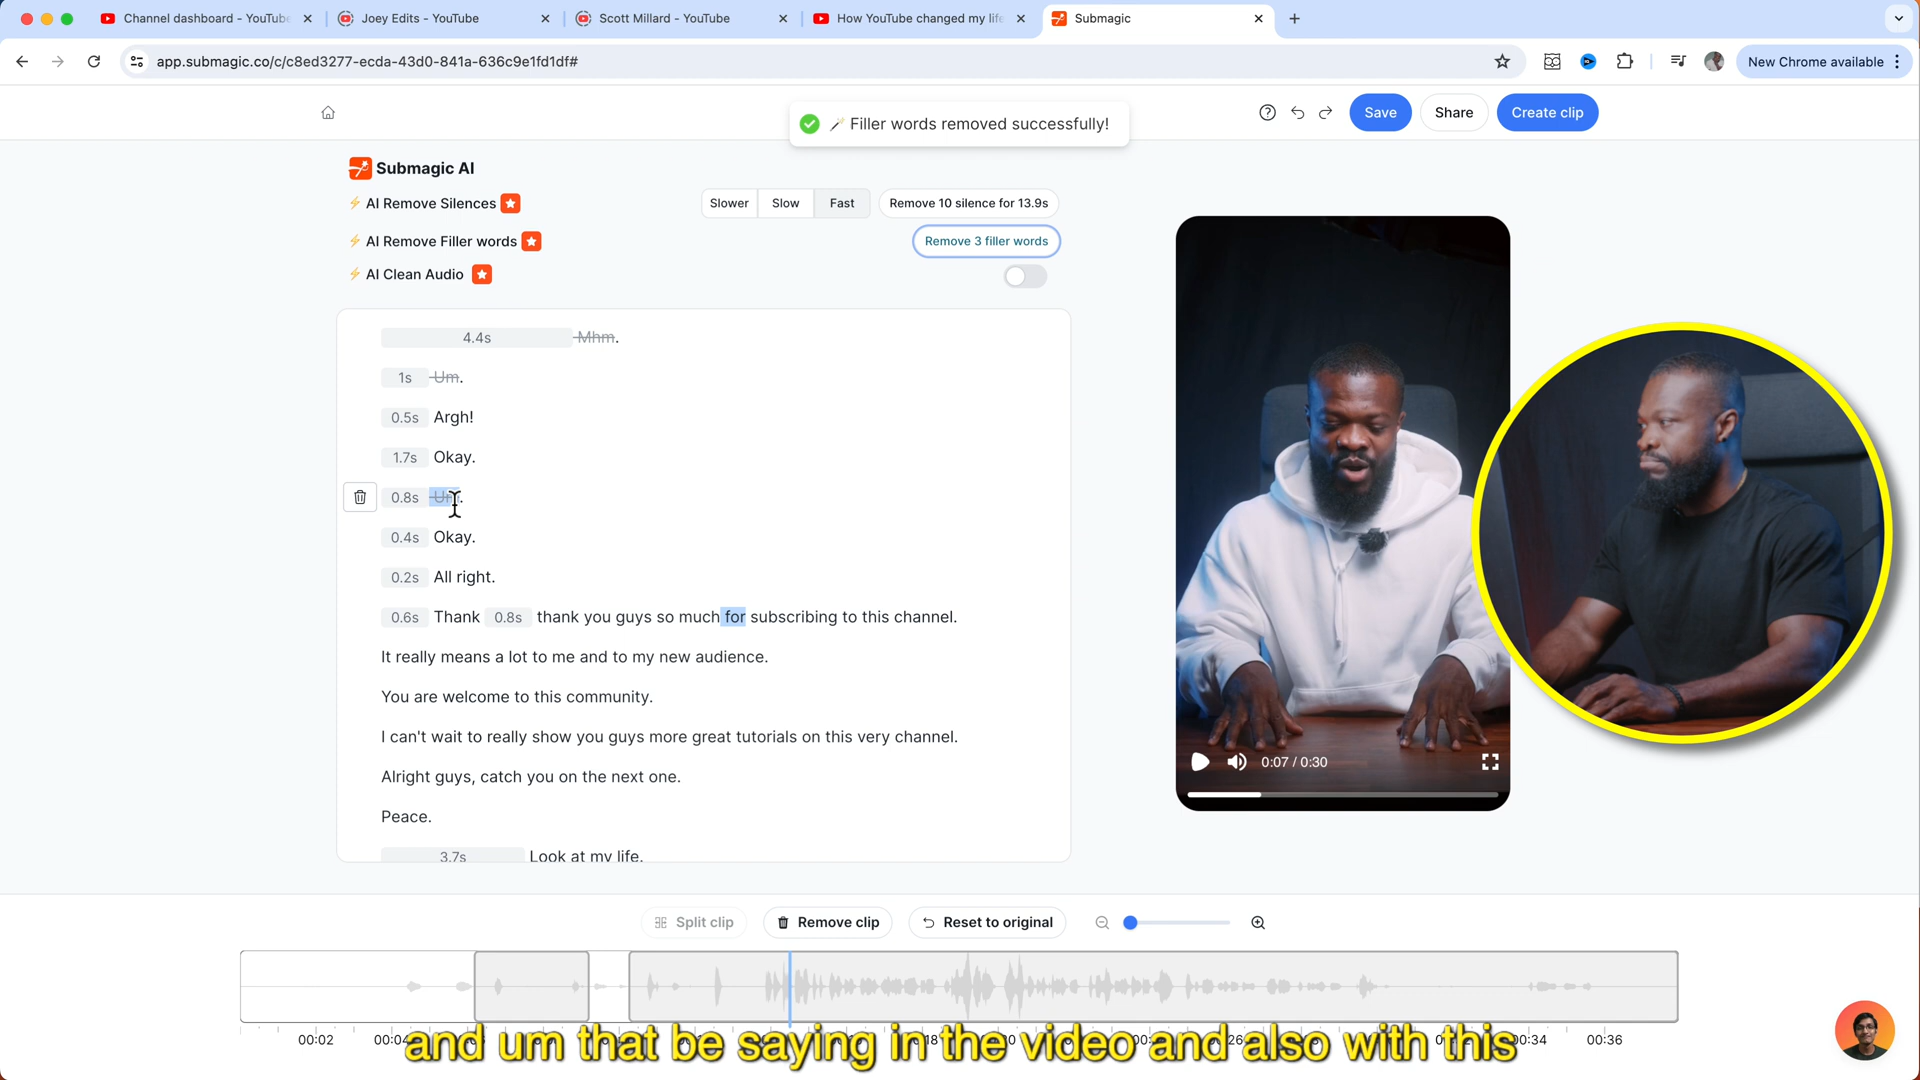 Channel dashboard - YouTube
Joey Edits - YouTube
Scott Millard - YouTube
How YouTube changed my life
Submagic
app.submagic.co/c/c8ed3277-ecda-43d0-841a-636c9e1fd1df#
New Chrome available
Filler words removed successfully!
Save
Share
Create clip
Submagic AI
AI Remove Silences
Slower
Slow
Fast
Remove 10 silence for 13.9s
AI Remove Filler words
Remove 3 filler words
AI Clean Audio
4.4s Mhm.
1s Um.
0.5s Argh!
1.7s Okay.
0.8s Um.
0.4s Okay.
0.2s All right.
0.6s Thank 0.8s thank you guys so much for subscribing to this channel.
It really means a lot to me and to my new audience.
You are welcome to this community.
I can't wait to really show you guys more great tutorials on this very channel.
Alright guys, catch you on the next one.
Peace.
3.7s Look at my life.
0:07 / 0:30
Split clip
Remove clip
Reset to original
00:02
00:04
00:34
00:36
and um that be saying in the video and also with this